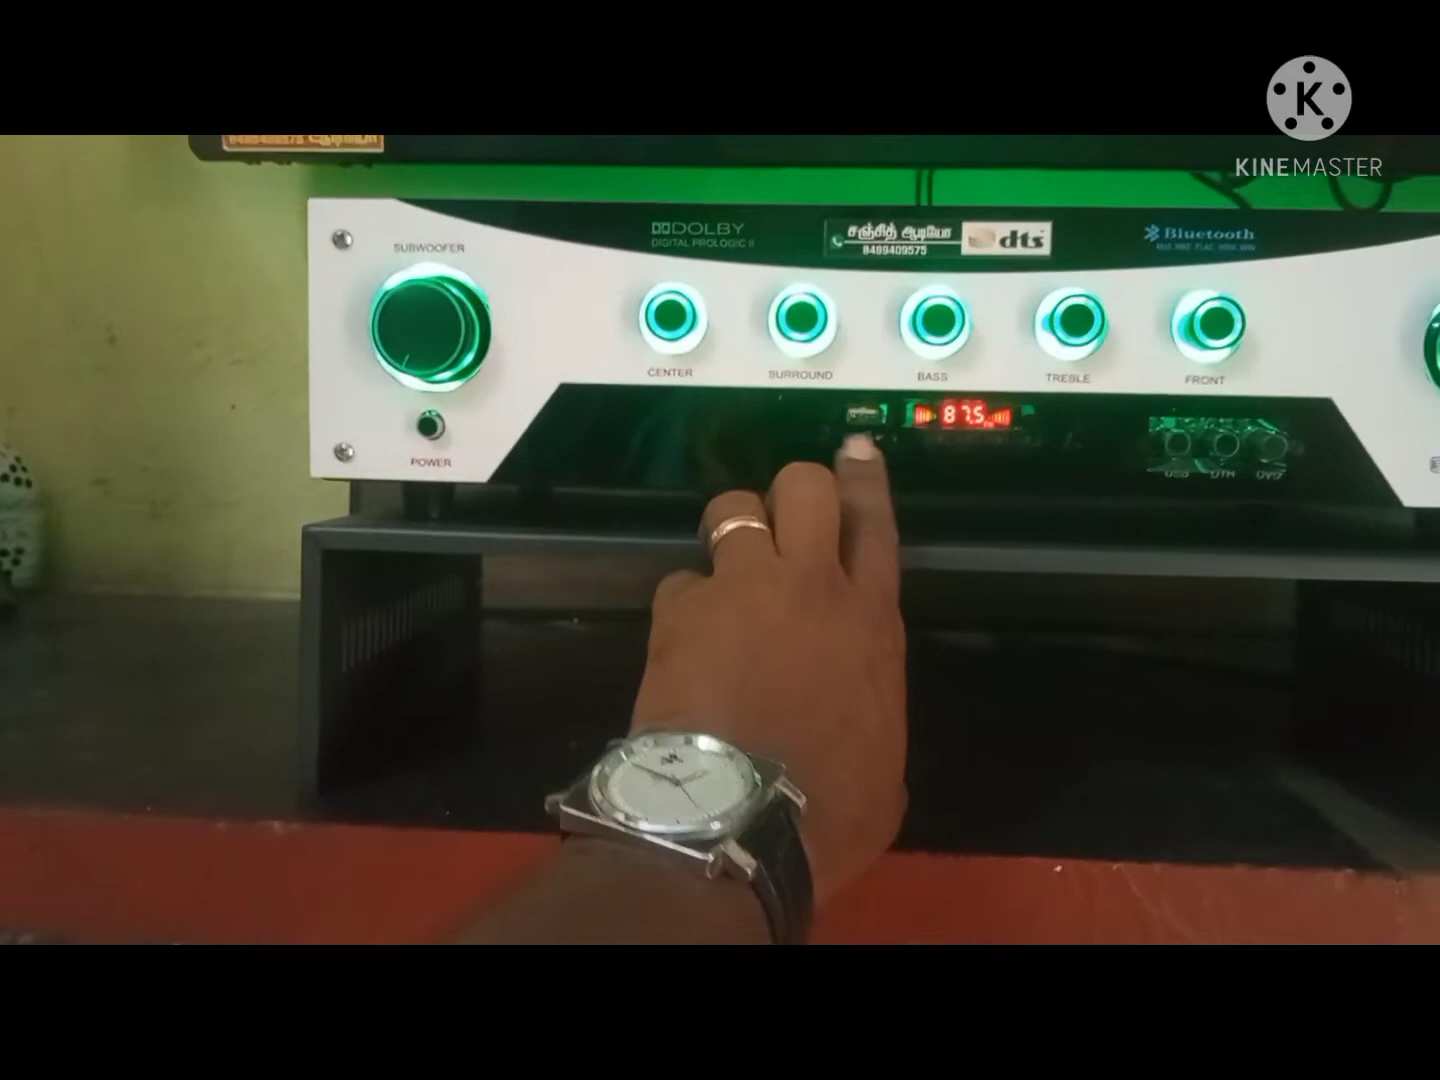 KINEMASTER
DOLBY
DIGITAL PROLOGIC II
சஞ்சித் ஆடியோ
8489409575
dts
Bluetooth
SUBWOOFER
CENTER
SURROUND
BASS
TREBLE
FRONT
87.5
POWER
USB
DTH
DVD